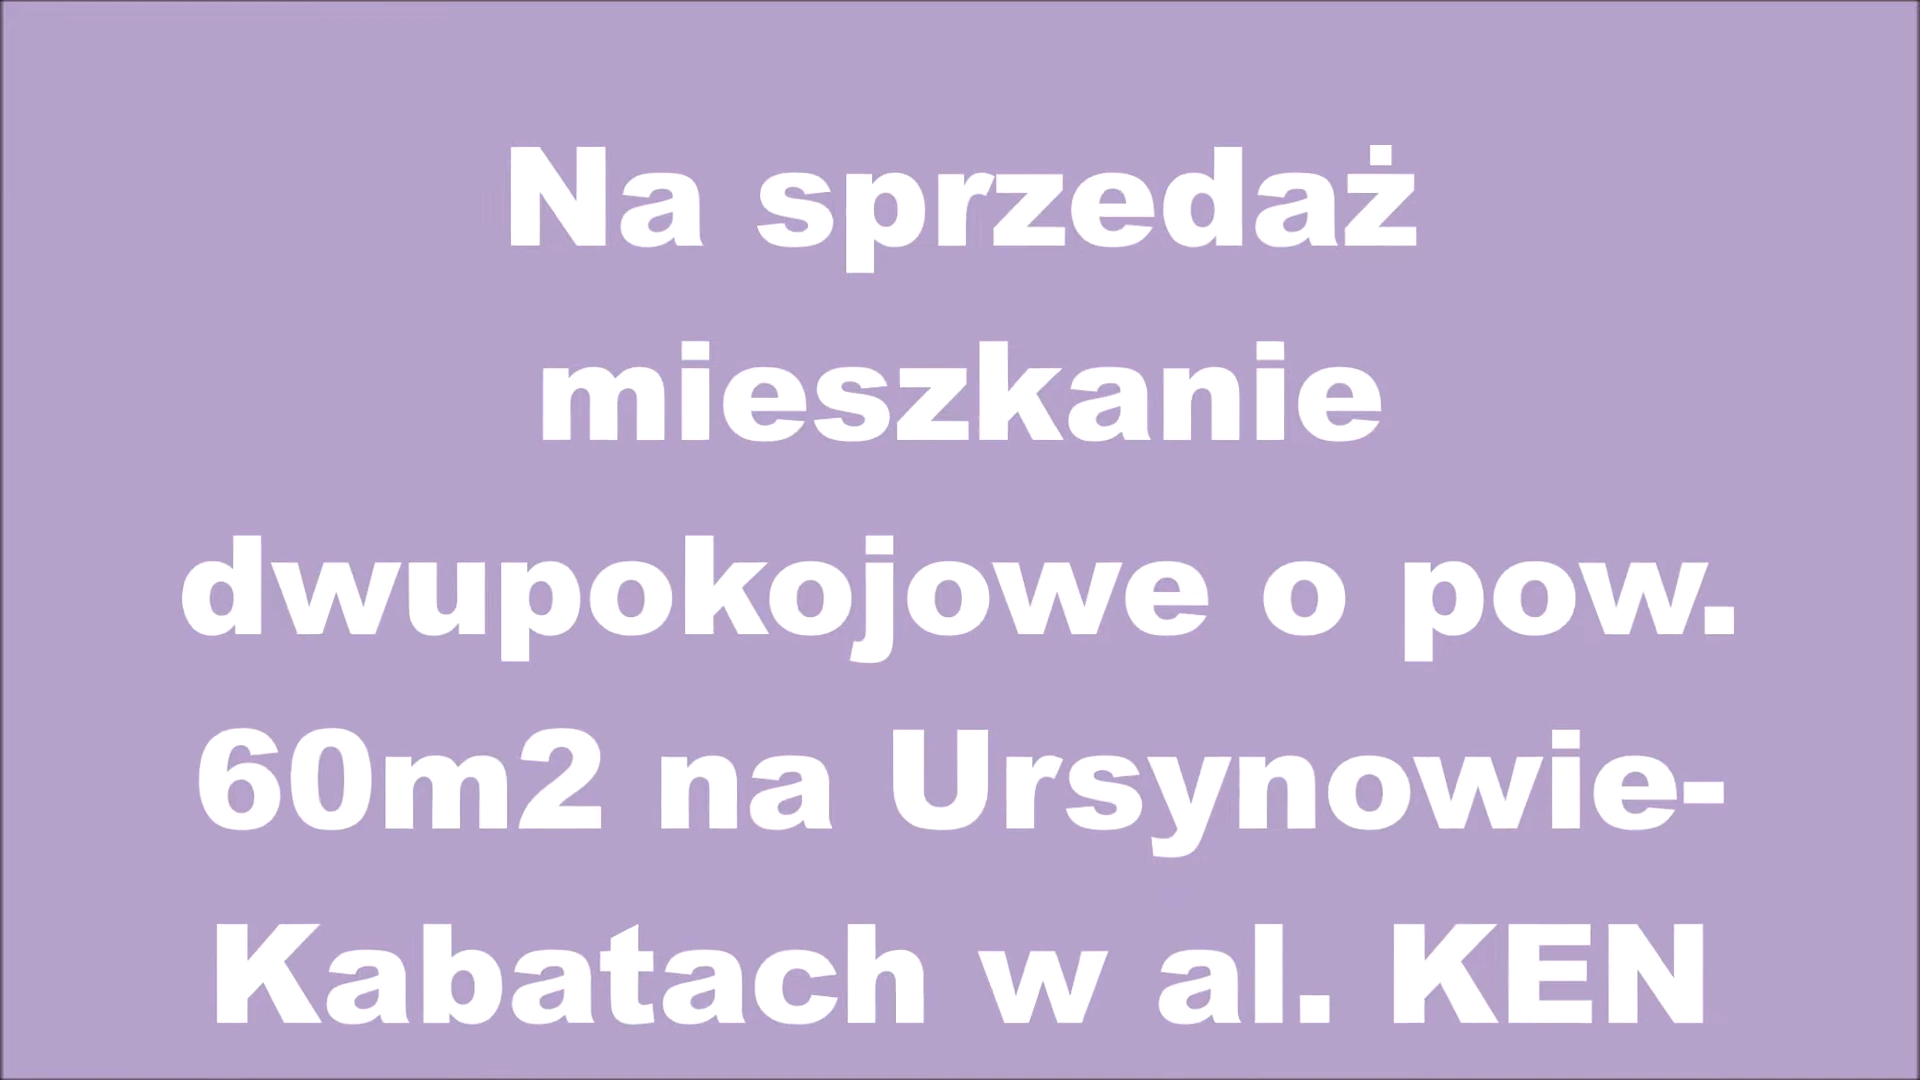 Na sprzedaż
mieszkanie
dwupokojowe o pow.
60m2 na Ursynowie-
Kabatach w al. KEN